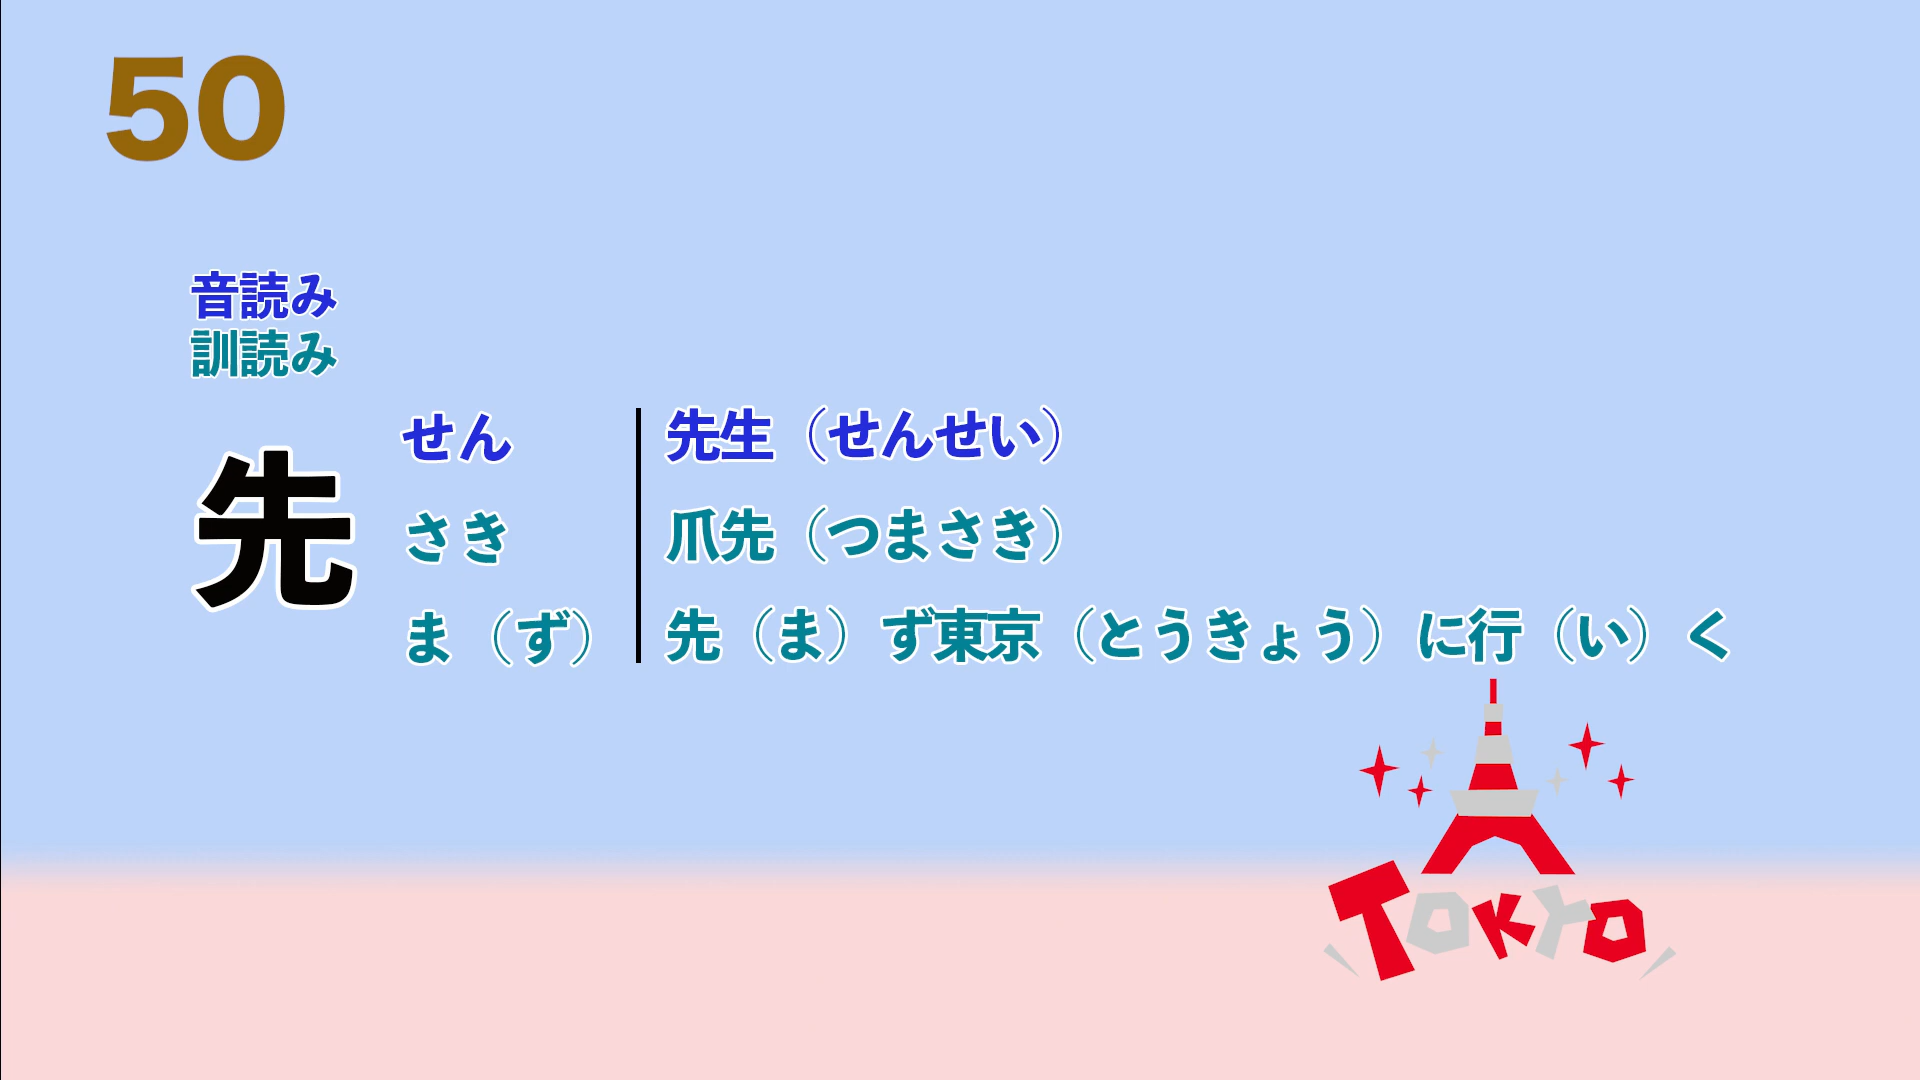 50
音読み
訓読み
先
せん
先生（せんせい）
さき
爪先（つまさき）
ま（ず）
先（ま）ず東京（とうきょう）に行（い）く
TOKYO